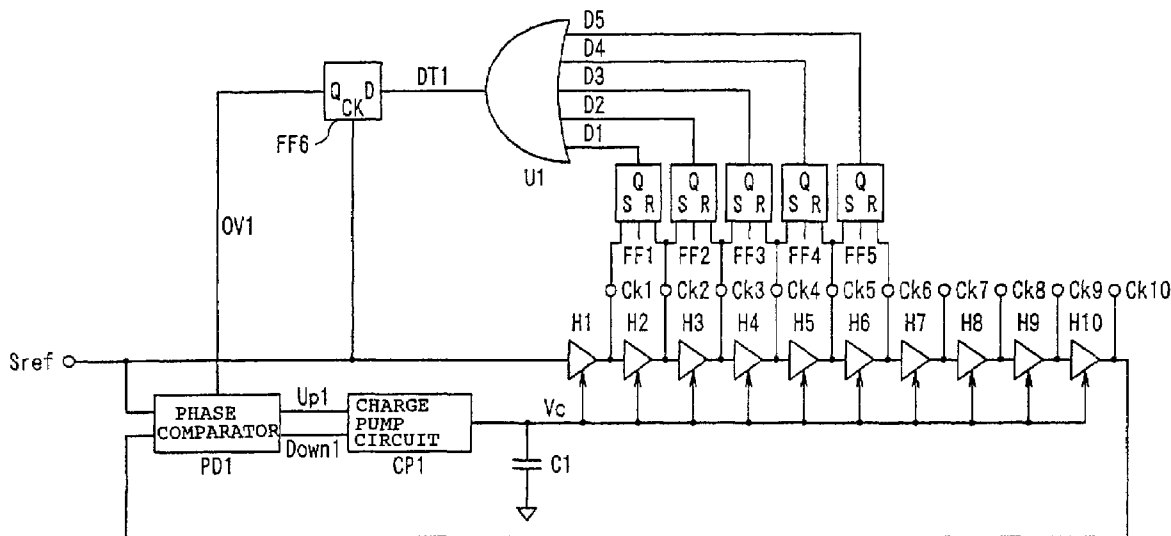 D5
D4
DT1
D3
D2
D1
Q
D
CK
FF6
U1
Q
Q
Q
Q
Q
S R
S R
S R
S R
S R
OV1
FF1
FF2
FF3
FF4
FF5
Ck1
Ck2
Ck3
Ck4
Ck5
Ck6
Ck7
Ck8
Ck9
Ck10
H1
H2
H3
H4
H5
H6
H7
H8
H9
H10
Sref
PHASE
COMPARATOR
PD1
Up1
Down1
CHARGE
PUMP
CIRCUIT
CP1
Vc
C1